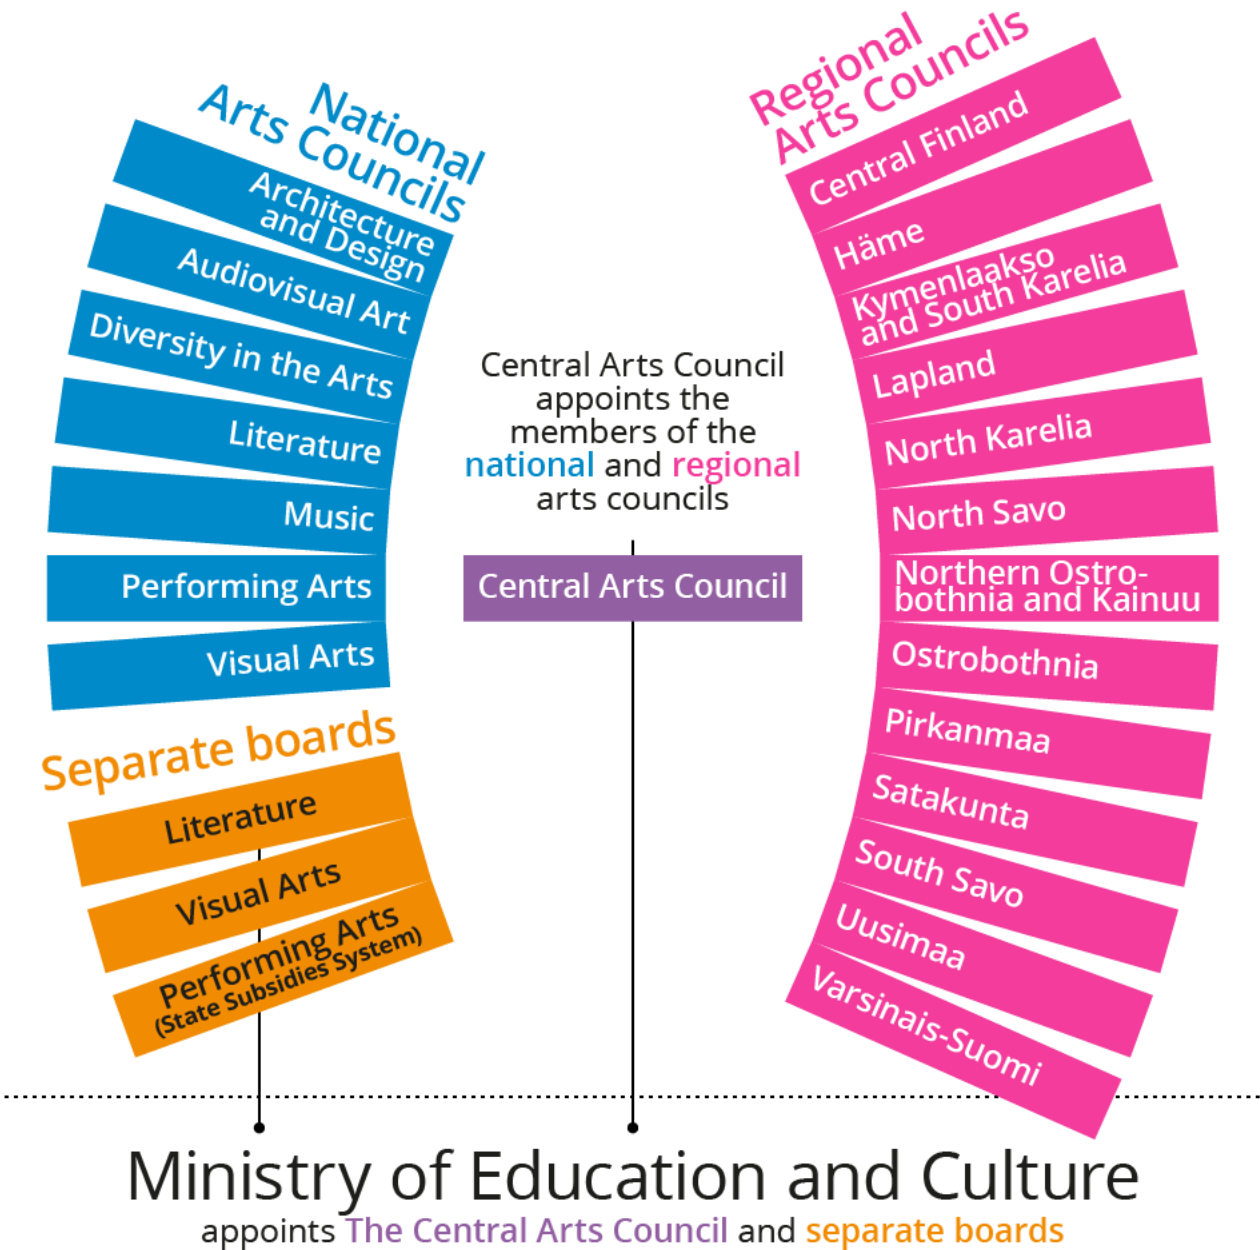 National
Arts Councils
Architecture
and Design
Audiovisual Art
Diversity in the Arts
Literature
Music
Performing Arts
Visual Arts
Separate boards
Literature
Visual Arts
Performing Arts
(State Subsidies System)
Central Arts Council
appoints the
members of the
national and regional
arts councils
Central Arts Council
Regional
Arts Councils
Central Finland
Häme
Kymenlaakso
and South Karelia
Lapland
North Karelia
North Savo
Northern Ostro-
bothnia and Kainuu
Ostrobothnia
Pirkanmaa
Satakunta
South Savo
Uusimaa
Varsinais-Suomi
Ministry of Education and Culture
appoints The Central Arts Council and separate boards